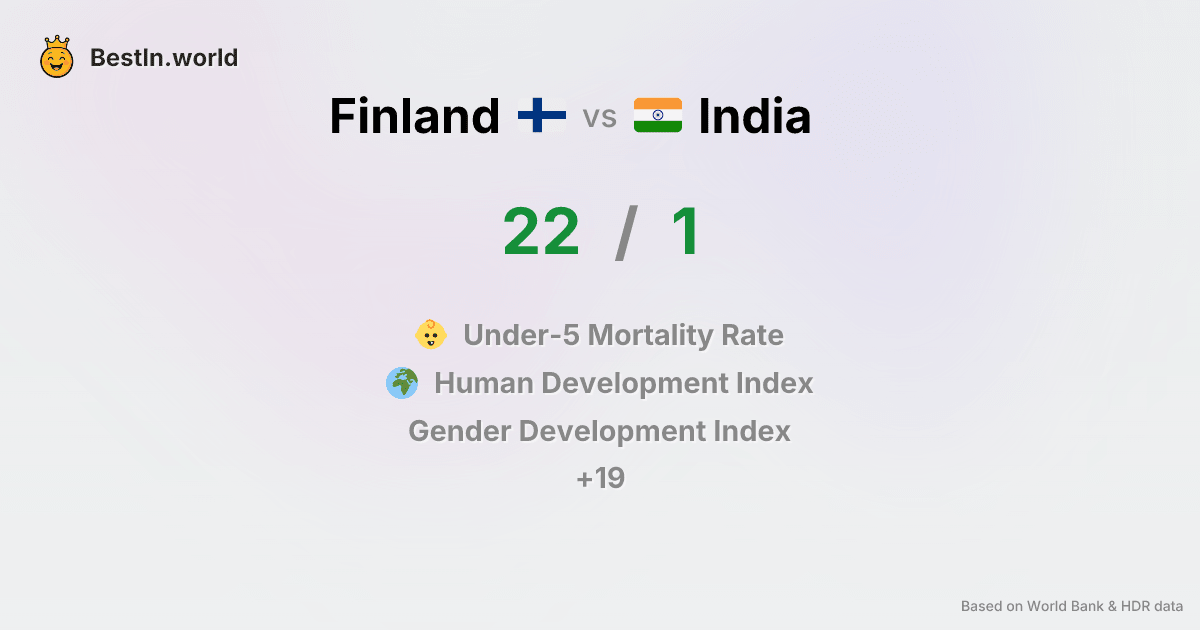 BestIn.world
Finland vs India
22 / 1
Under-5 Mortality Rate
Human Development Index
Gender Development Index
+19
Based on World Bank & HDR data